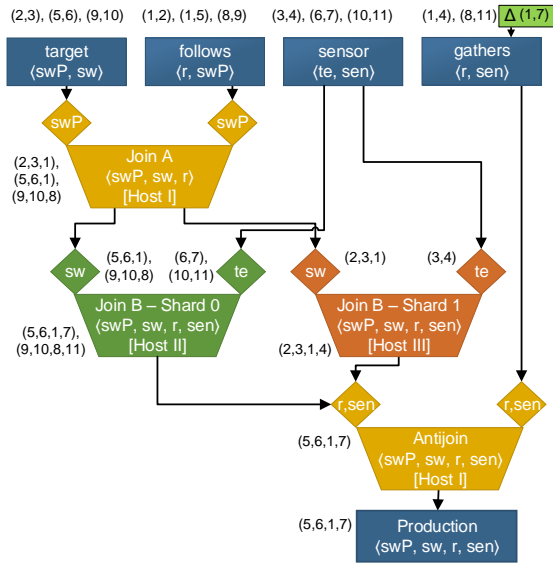 (2,3), (5,6), (9,10)
(1,2), (1,5), (8,9)
(3,4), (6,7), (10,11)
(1,4), (8,11)
Δ (1,7)
target
⟨swP, sw⟩
follows
⟨r, swP⟩
sensor
⟨te, sen⟩
gathers
⟨r, sen⟩
swP
swP
(2,3,1),
(5,6,1),
(9,10,8)
Join A
⟨swP, sw, r⟩
[Host I]
sw
(5,6,1),
(9,10,8)
(6,7),
(10,11)
te
sw
(2,3,1)
(3,4)
te
(5,6,1,7),
(9,10,8,11)
Join B – Shard 0
⟨swP, sw, r, sen⟩
[Host II]
Join B – Shard 1
⟨swP, sw, r, sen⟩
[Host III]
(2,3,1,4)
r,sen
r,sen
(5,6,1,7)
Antijoin
⟨swP, sw, r, sen⟩
[Host I]
(5,6,1,7)
Production
⟨swP, sw, r, sen⟩